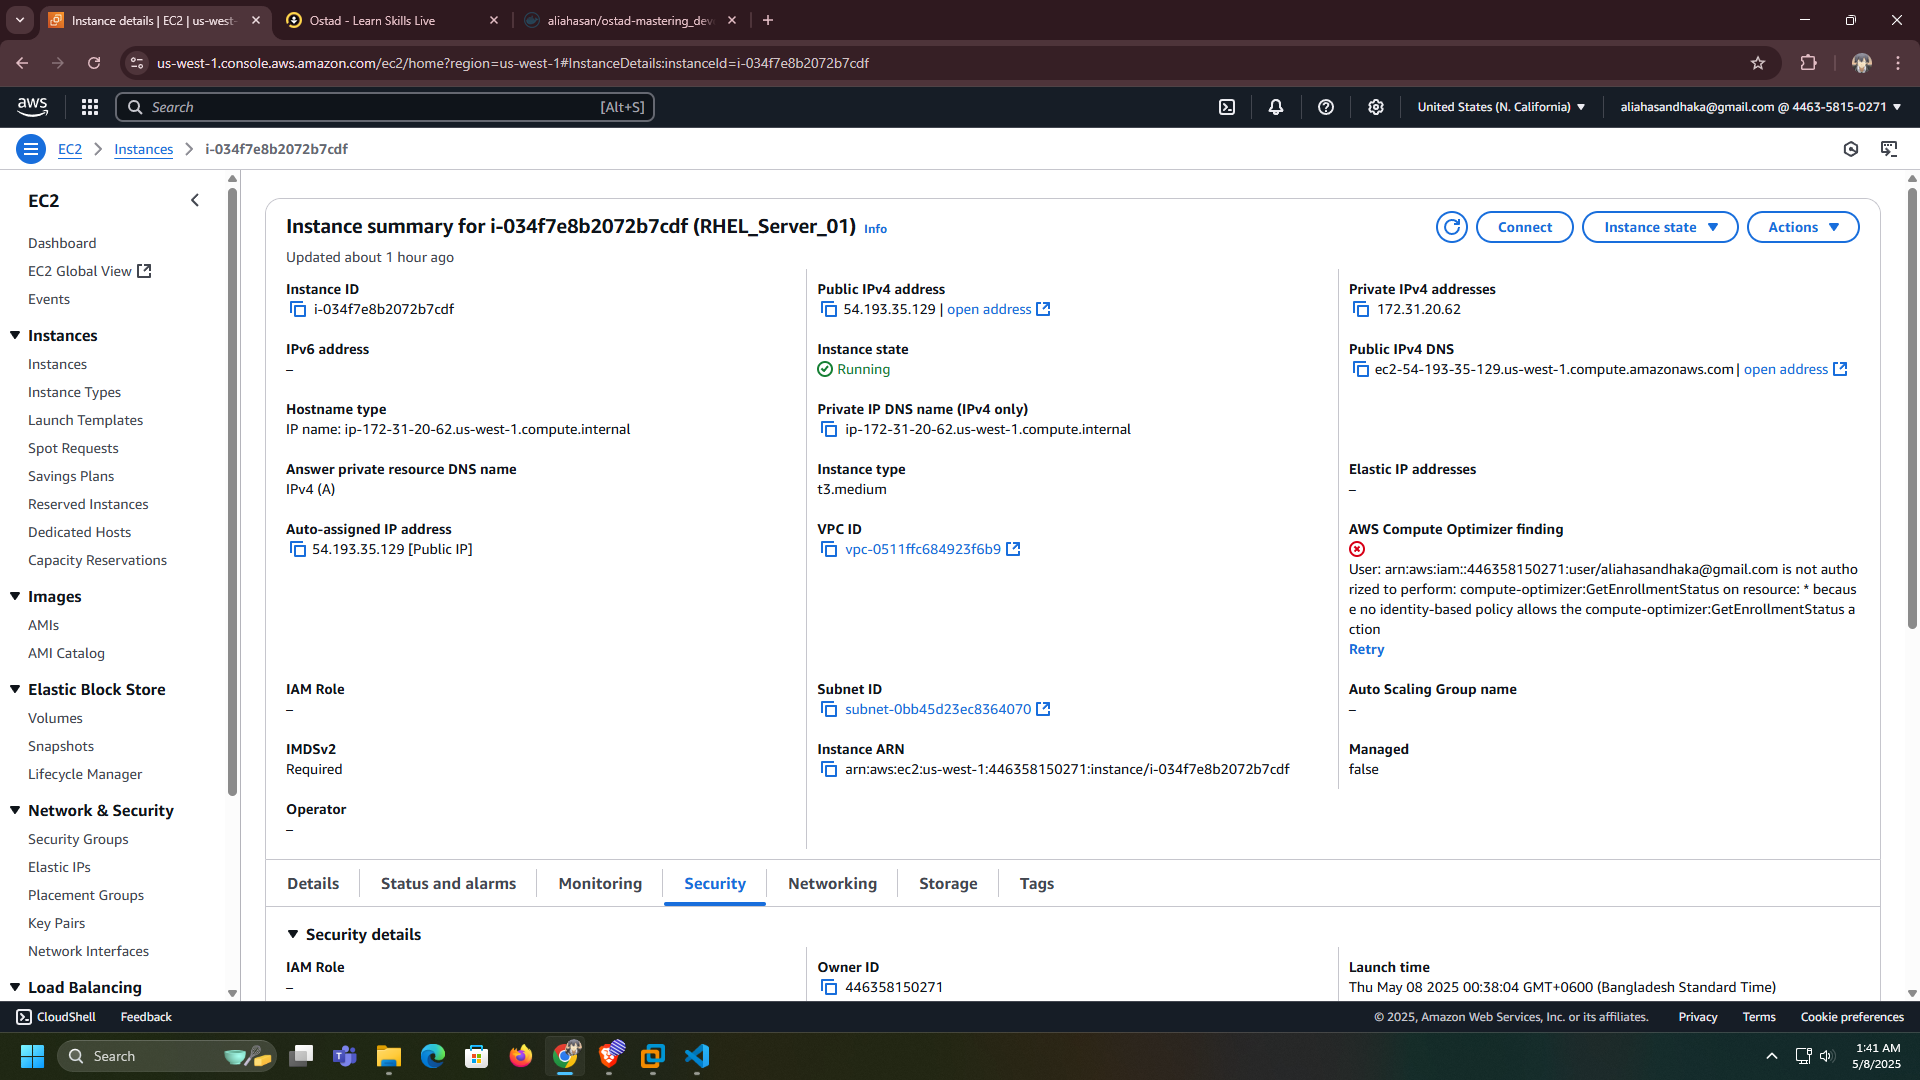 Instance details | EC2 | us-west-
Ostad - Learn Skills Live
aliahasan/ostad-mastering_dev
us-west-1.console.aws.amazon.com/ec2/home?region=us-west-1#InstanceDetails:instanceId=i-034f7e8b2072b7cdf
aws
Search
[Alt+S]
United States (N. California)
aliahasandhaka@gmail.com @ 4463-5815-0271
EC2
Instances
i-034f7e8b2072b7cdf
EC2
Dashboard
EC2 Global View
Events
Instances
Instances
Instance Types
Launch Templates
Spot Requests
Savings Plans
Reserved Instances
Dedicated Hosts
Capacity Reservations
Images
AMIs
AMI Catalog
Elastic Block Store
Volumes
Snapshots
Lifecycle Manager
Network & Security
Security Groups
Elastic IPs
Placement Groups
Key Pairs
Network Interfaces
Load Balancing
Instance summary for i-034f7e8b2072b7cdf (RHEL_Server_01) Info
Connect
Instance state
Actions
Updated about 1 hour ago
Instance ID
i-034f7e8b2072b7cdf
Public IPv4 address
54.193.35.129 | open address
Private IPv4 addresses
172.31.20.62
IPv6 address
–
Instance state
Running
Public IPv4 DNS
ec2-54-193-35-129.us-west-1.compute.amazonaws.com | open address
Hostname type
IP name: ip-172-31-20-62.us-west-1.compute.internal
Private IP DNS name (IPv4 only)
ip-172-31-20-62.us-west-1.compute.internal
Answer private resource DNS name
IPv4 (A)
Instance type
t3.medium
Elastic IP addresses
–
Auto-assigned IP address
54.193.35.129 [Public IP]
VPC ID
vpc-0511ffc684923f6b9
AWS Compute Optimizer finding
User: arn:aws:iam::446358150271:user/aliahasandhaka@gmail.com is not autho
rized to perform: compute-optimizer:GetEnrollmentStatus on resource: * becaus
e no identity-based policy allows the compute-optimizer:GetEnrollmentStatus a
ction
Retry
IAM Role
–
Subnet ID
subnet-0bb45d23ec8364070
Auto Scaling Group name
–
IMDSv2
Required
Instance ARN
arn:aws:ec2:us-west-1:446358150271:instance/i-034f7e8b2072b7cdf
Managed
false
Operator
–
Details
Status and alarms
Monitoring
Security
Networking
Storage
Tags
Security details
IAM Role
–
Owner ID
446358150271
Launch time
Thu May 08 2025 00:38:04 GMT+0600 (Bangladesh Standard Time)
CloudShell
Feedback
© 2025, Amazon Web Services, Inc. or its affiliates.
Privacy
Terms
Cookie preferences
Search
1:41 AM
5/8/2025